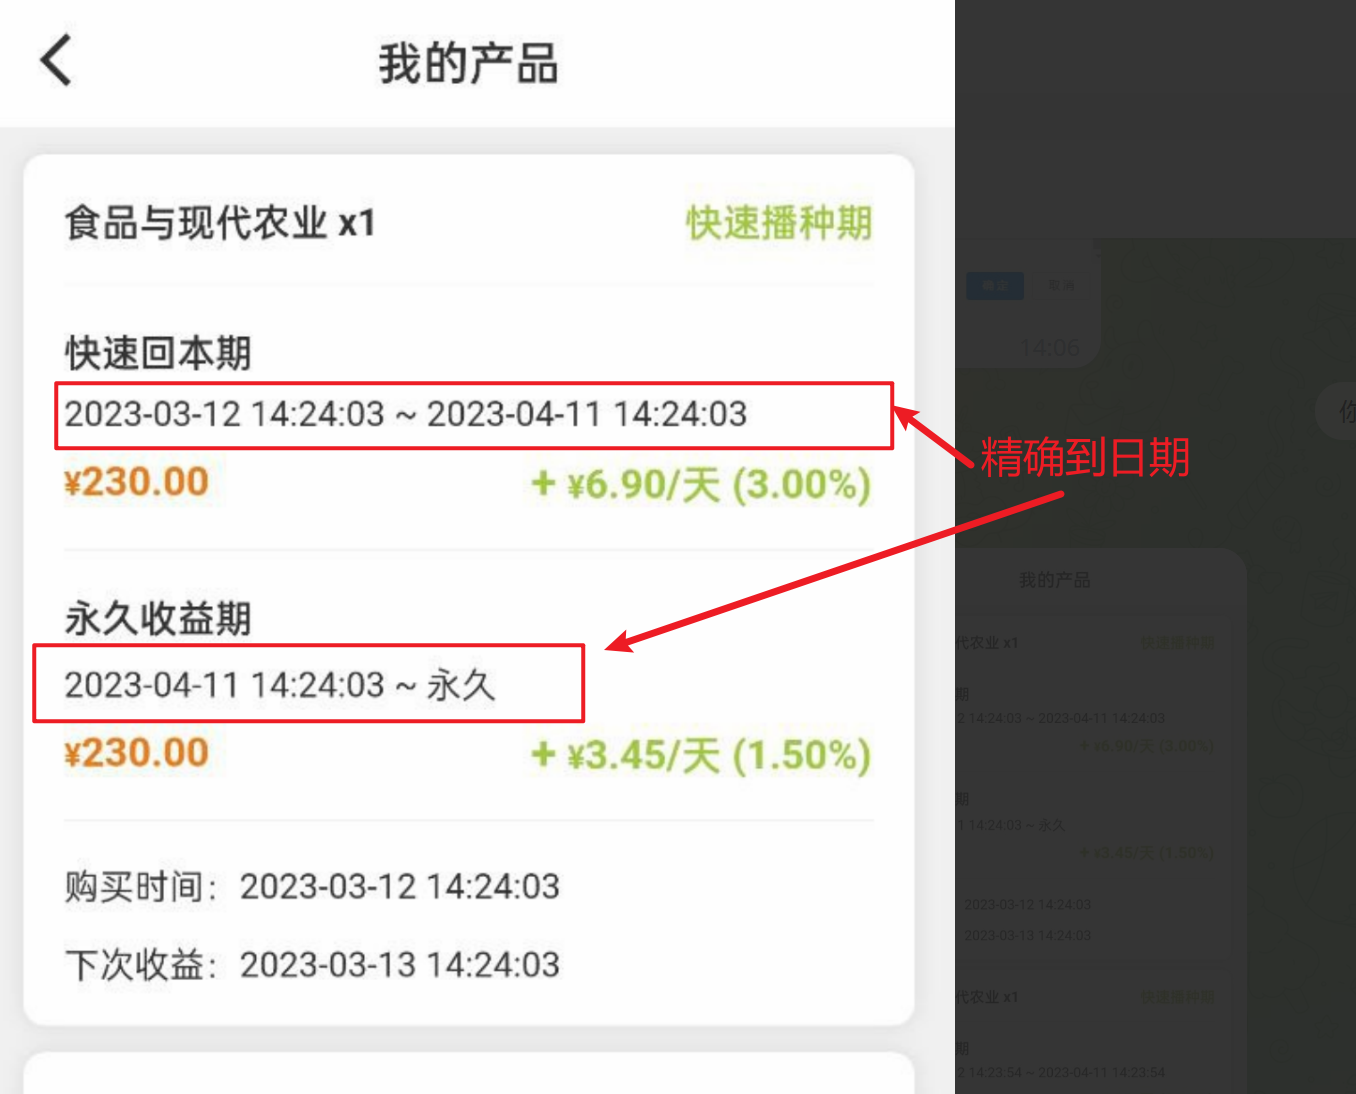 我的产品
食品与现代农业 x1
快速播种期
快速回本期
2023-03-12 14:24:03 ~ 2023-04-11 14:24:03
¥230.00
+ ¥6.90/天 (3.00%)
精确到日期
永久收益期
2023-04-11 14:24:03 ~ 永久
¥230.00
+ ¥3.45/天 (1.50%)
购买时间：2023-03-12 14:24:03
下次收益：2023-03-13 14:24:03
确定
取消
14:06
你
我的产品
代农业 x1
快速播种期
期
2 14:24:03 ~ 2023-04-11 14:24:03
+ ¥6.90/天 (3.00%)
期
1 14:24:03 ~ 永久
+ ¥3.45/天 (1.50%)
2023-03-12 14:24:03
2023-03-13 14:24:03
代农业 x1
快速播种期
期
2 14:23:54 ~ 2023-04-11 14:23:54